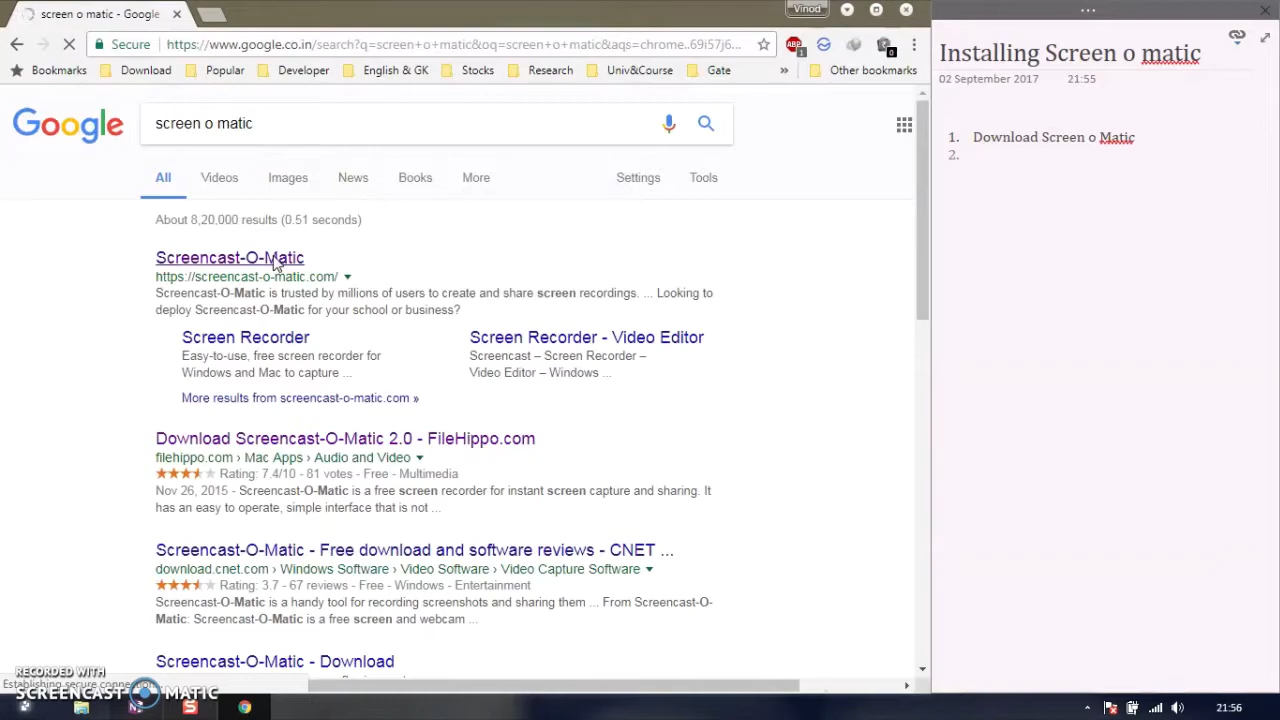 screen o matic - Google
Vinod
Secure
https://www.google.co.in/search?q=screen+o+matic&oq=screen+o+matic&aqs=chrome..69i57j6...
ABP
1
0
Bookmarks
Download
Popular
Developer
English & GK
Stocks
Research
Univ&Course
Gate
»
Other bookmarks
Google
screen o matic
All
Videos
Images
News
Books
More
Settings
Tools
About 8,20,000 results (0.51 seconds)
Screencast-O-Matic
https://screencast-o-matic.com/
Screencast-O-Matic is trusted by millions of users to create and share screen recordings. ... Looking to
deploy Screencast-O-Matic for your school or business?
Screen Recorder
Easy-to-use, free screen recorder for
Windows and Mac to capture ...
Screen Recorder - Video Editor
Screencast – Screen Recorder –
Video Editor – Windows ...
More results from screencast-o-matic.com »
Download Screencast-O-Matic 2.0 - FileHippo.com
filehippo.com › Mac Apps › Audio and Video
Rating: 7.4/10 - 81 votes - Free - Multimedia
Nov 26, 2015 - Screencast-O-Matic is a free screen recorder for instant screen capture and sharing. It
has an easy to operate, simple interface that is not ...
Screencast-O-Matic - Free download and software reviews - CNET ...
download.cnet.com › Windows Software › Video Software › Video Capture Software
Rating: 3.7 - 67 reviews - Free - Windows - Entertainment
Screencast-O-Matic is a handy tool for recording screenshots and sharing them ... From Screencast-O-
Matic: Screencast-O-Matic is a free screen and webcam ...
Screencast-O-Matic - Download
Establishing secure connection
RECORDED WITH
SCREENCAST MATIC
Installing Screen o matic
02 September 2017 21:55
1. Download Screen o Matic
2.
21:56